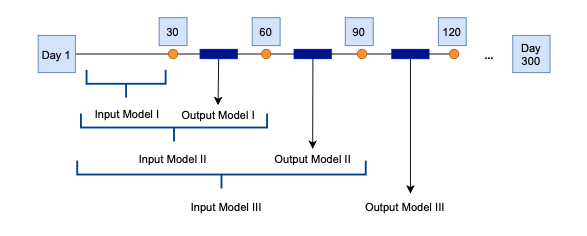 Day 1
30
60
90
120
...
Day
300
Input Model I
Output Model I
Input Model II
Output Model II
Input Model III
Output Model III